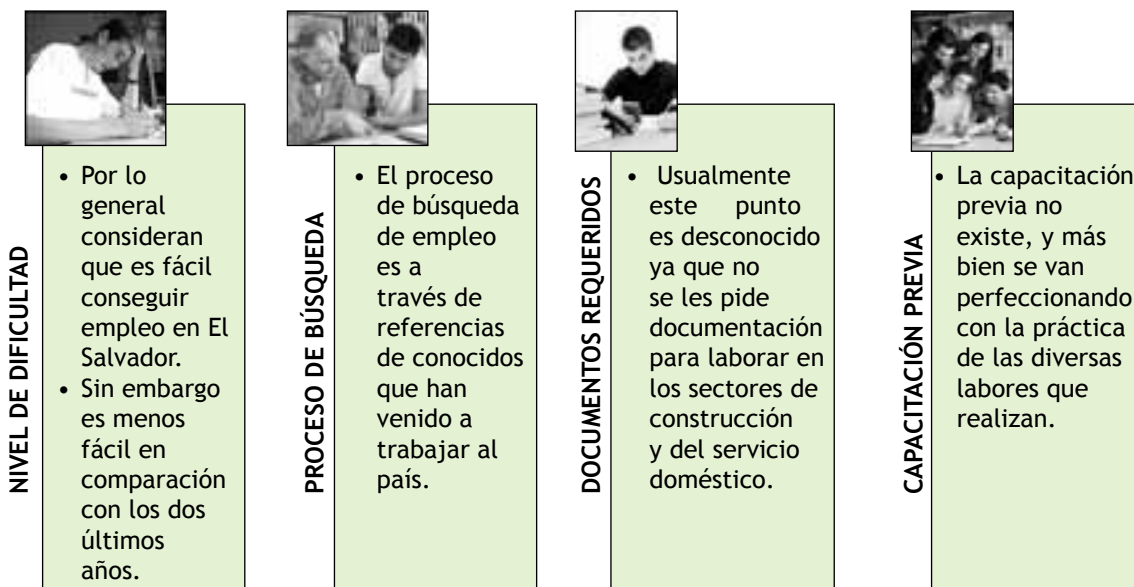 NIVEL DE DIFICULTAD
• Por lo
general
consideran
que es fácil
conseguir
empleo en El
Salvador.
• Sin embargo
es menos
fácil en
comparación
con los dos
últimos
años.
PROCESO DE BÚSQUEDA
• El proceso
de búsqueda
de empleo
es a
través de
referencias
de conocidos
que han
venido a
trabajar al
país.
DOCUMENTOS REQUERIDOS
• Usualmente
este punto
es desconocido
ya que no
se les pide
documentación
para laborar en
los sectores de
construcción
y del servicio
doméstico.
CAPACITACIÓN PREVIA
• La capacitación
previa no
existe, y más
bien se van
perfeccionando
con la práctica
de las diversas
labores que
realizan.